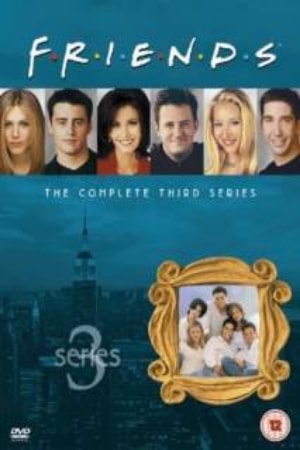 F·R·I·E·N·D·S
THE COMPLETE THIRD SERIES
3
series
DVD
12